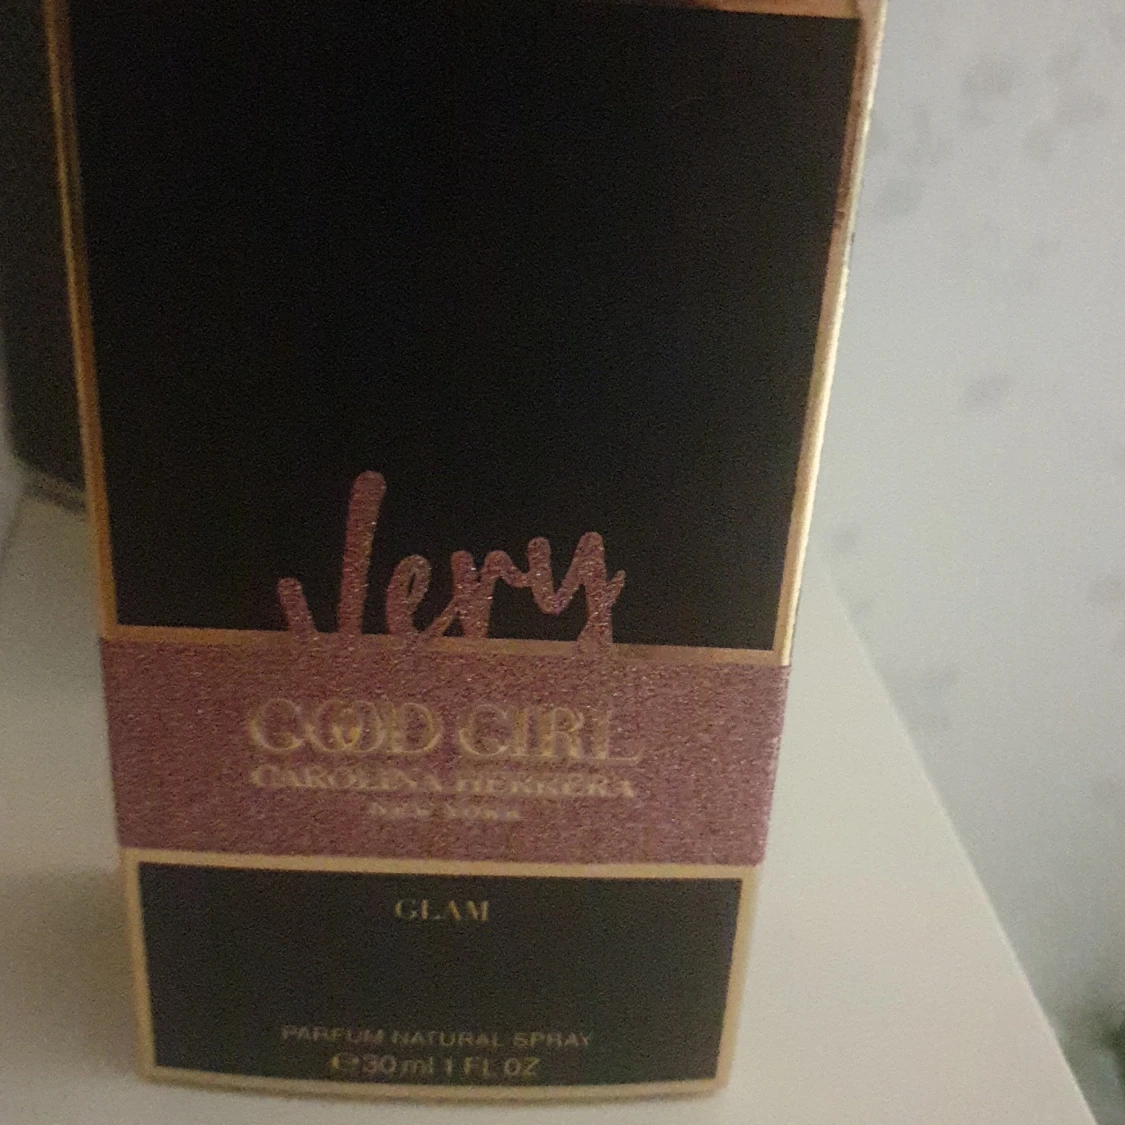 Very
GOOD GIRL
CAROLINA HERRERA
NEW YORK
GLAM
PARFUM NATURAL SPRAY
℮30 ml 1 FL OZ